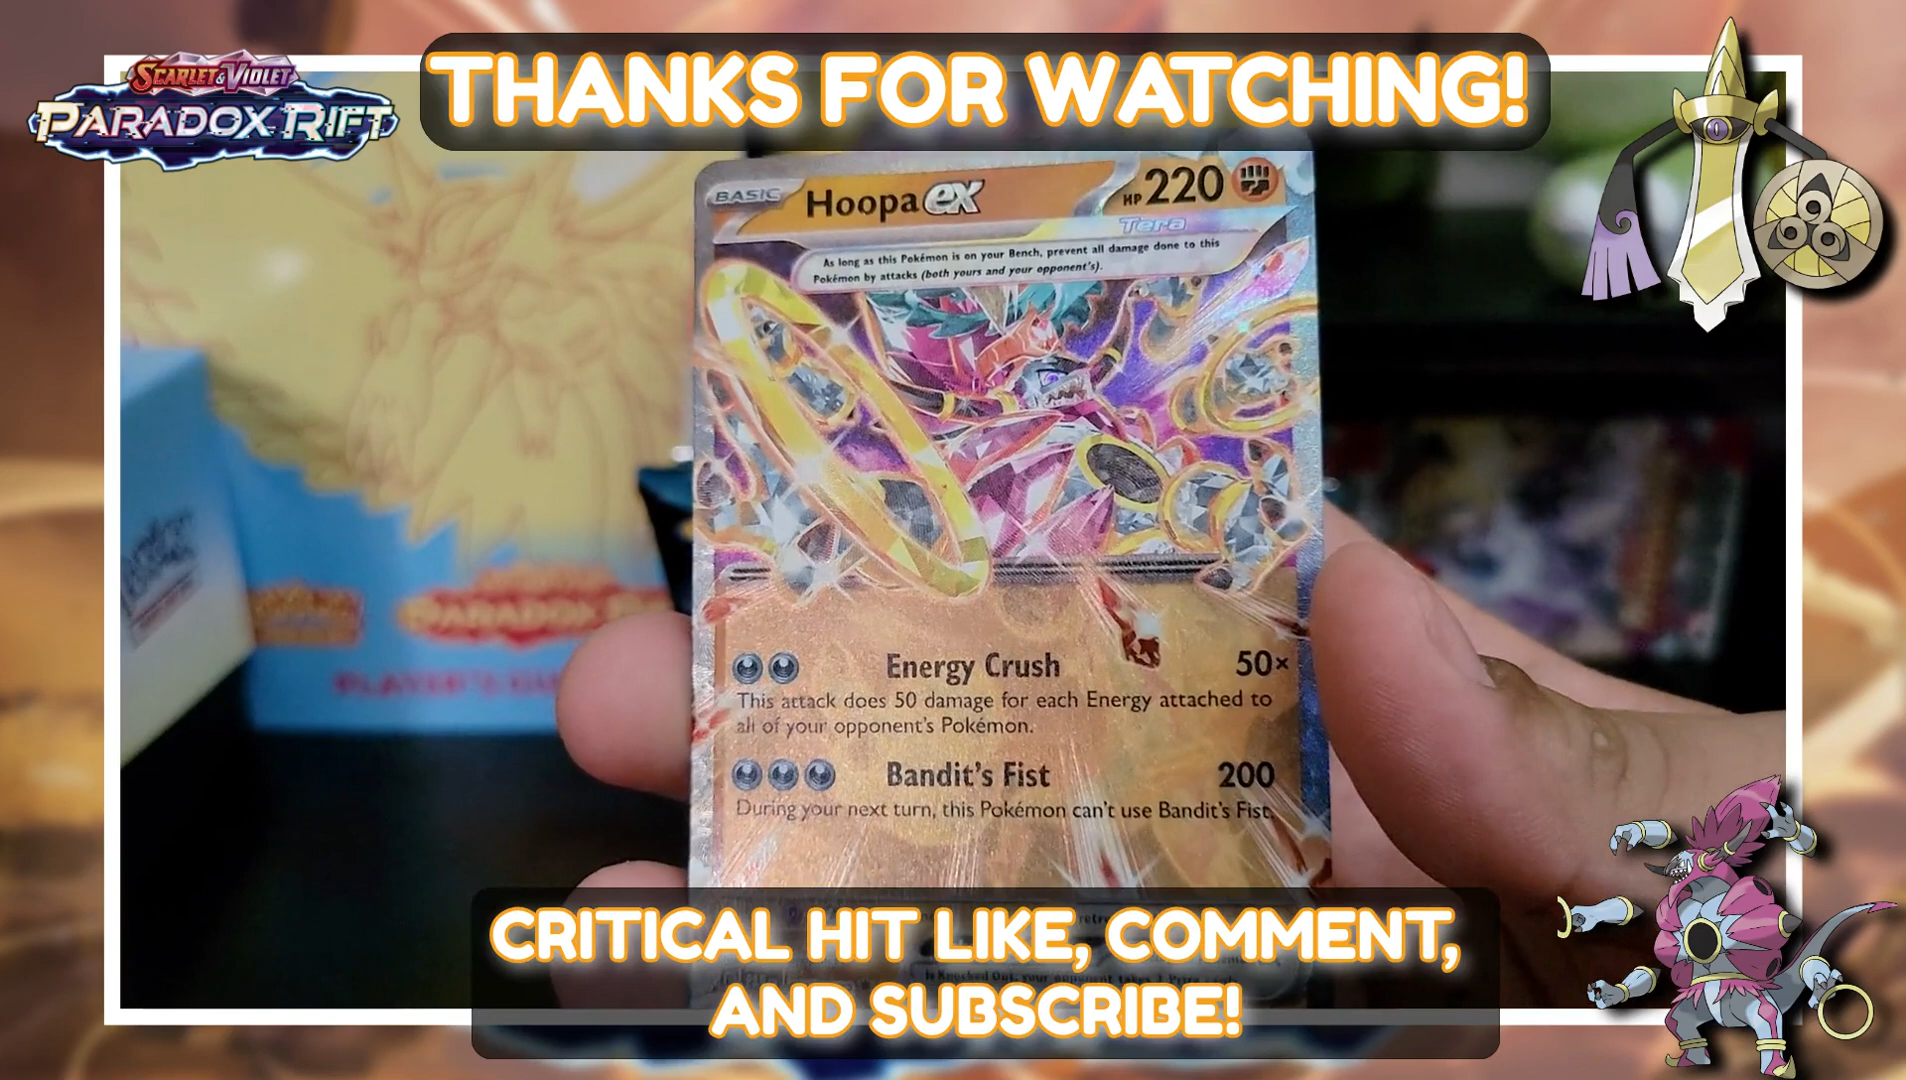 SCARLET & VIOLET
PARADOX RIFT
THANKS FOR WATCHING!
BASIC
Hoopa ex
HP 220
Tera
As long as this Pokémon is on your Bench, prevent all damage done to this
Pokémon by attacks (both yours and your opponent's).
PARADOX
PLAYER'S
Energy Crush 50×
This attack does 50 damage for each Energy attached to
all of your opponent's Pokémon.
Bandit's Fist 200
During your next turn, this Pokémon can't use Bandit's Fist.
CRITICAL HIT LIKE, COMMENT,
AND SUBSCRIBE!